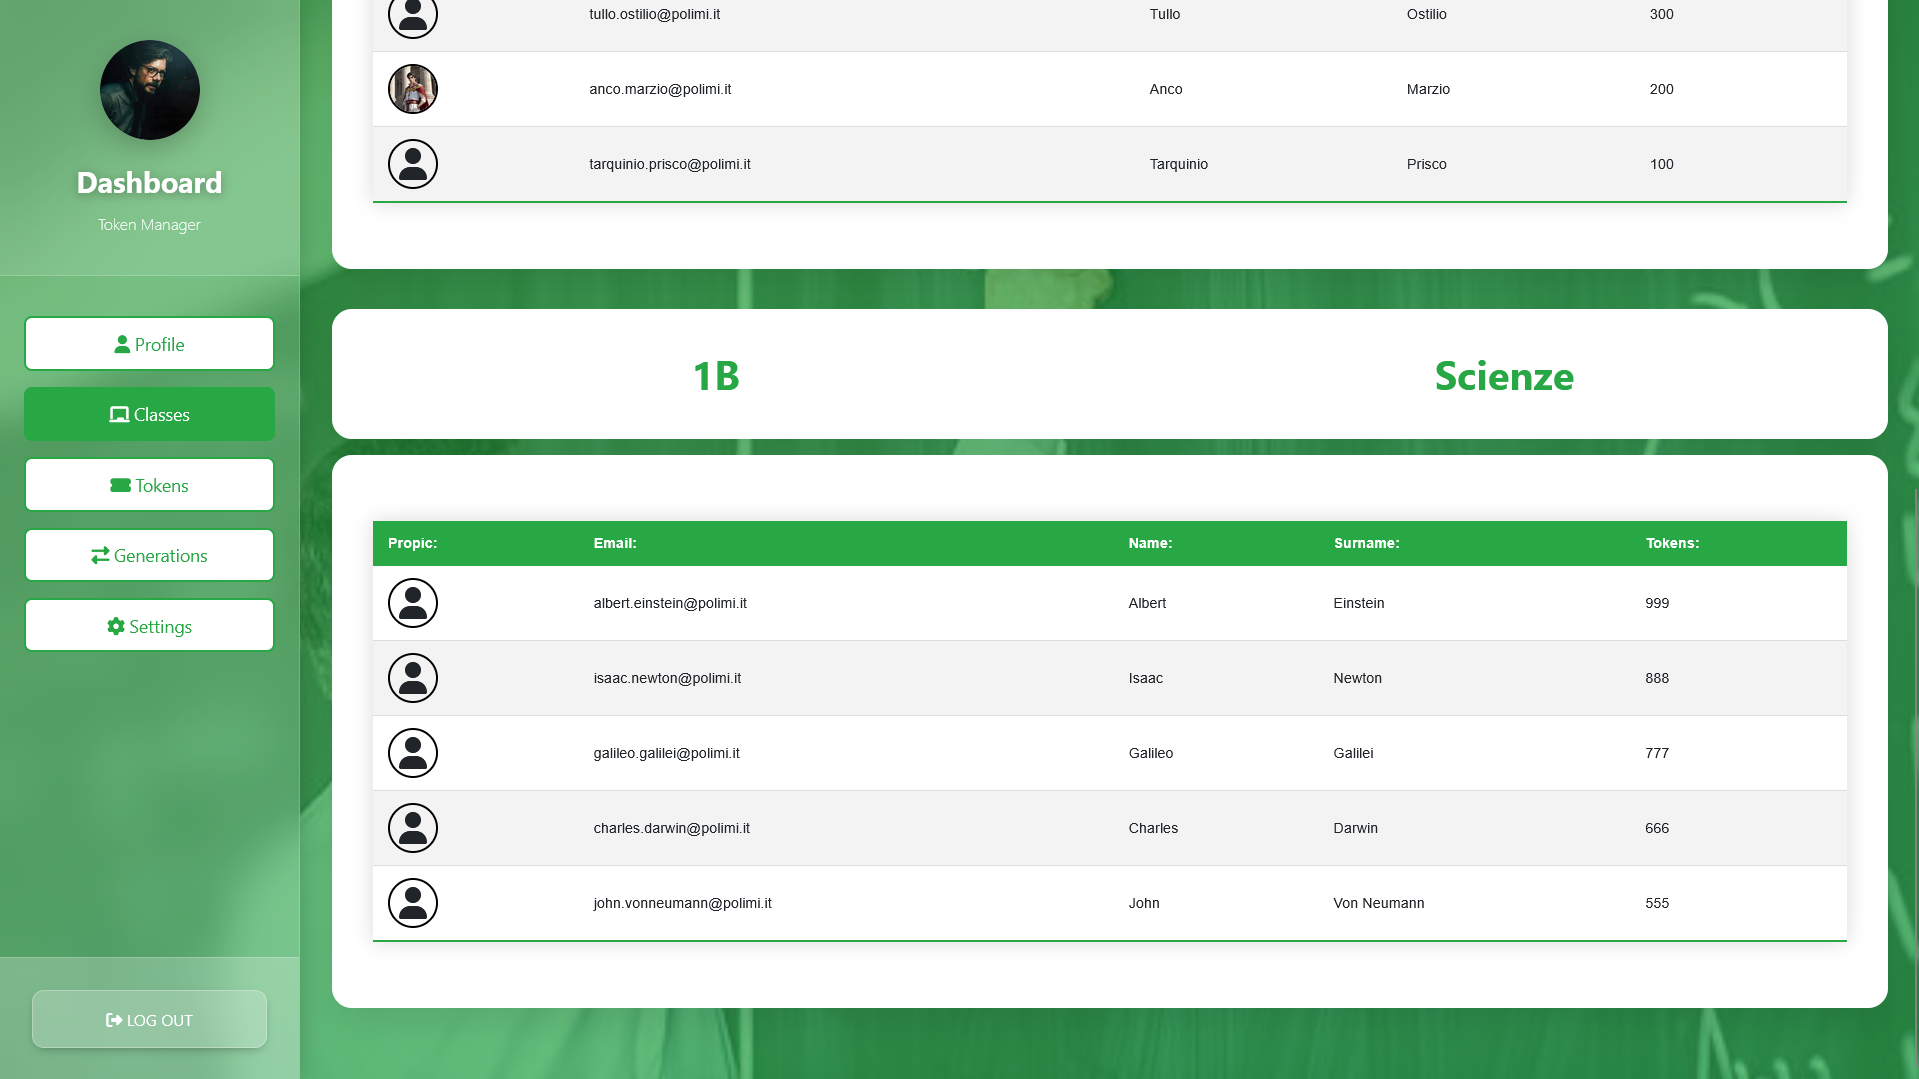 Dashboard
Token Manager
Profile
Classes
Tokens
Generations
Settings
LOG OUT
tullo.ostilio@polimi.it Tullo Ostilio 300
anco.marzio@polimi.it Anco Marzio 200
tarquinio.prisco@polimi.it Tarquinio Prisco 100
1B Scienze
Propic: Email: Name: Surname: Tokens:
albert.einstein@polimi.it Albert Einstein 999
isaac.newton@polimi.it Isaac Newton 888
galileo.galilei@polimi.it Galileo Galilei 777
charles.darwin@polimi.it Charles Darwin 666
john.vonneumann@polimi.it John Von Neumann 555